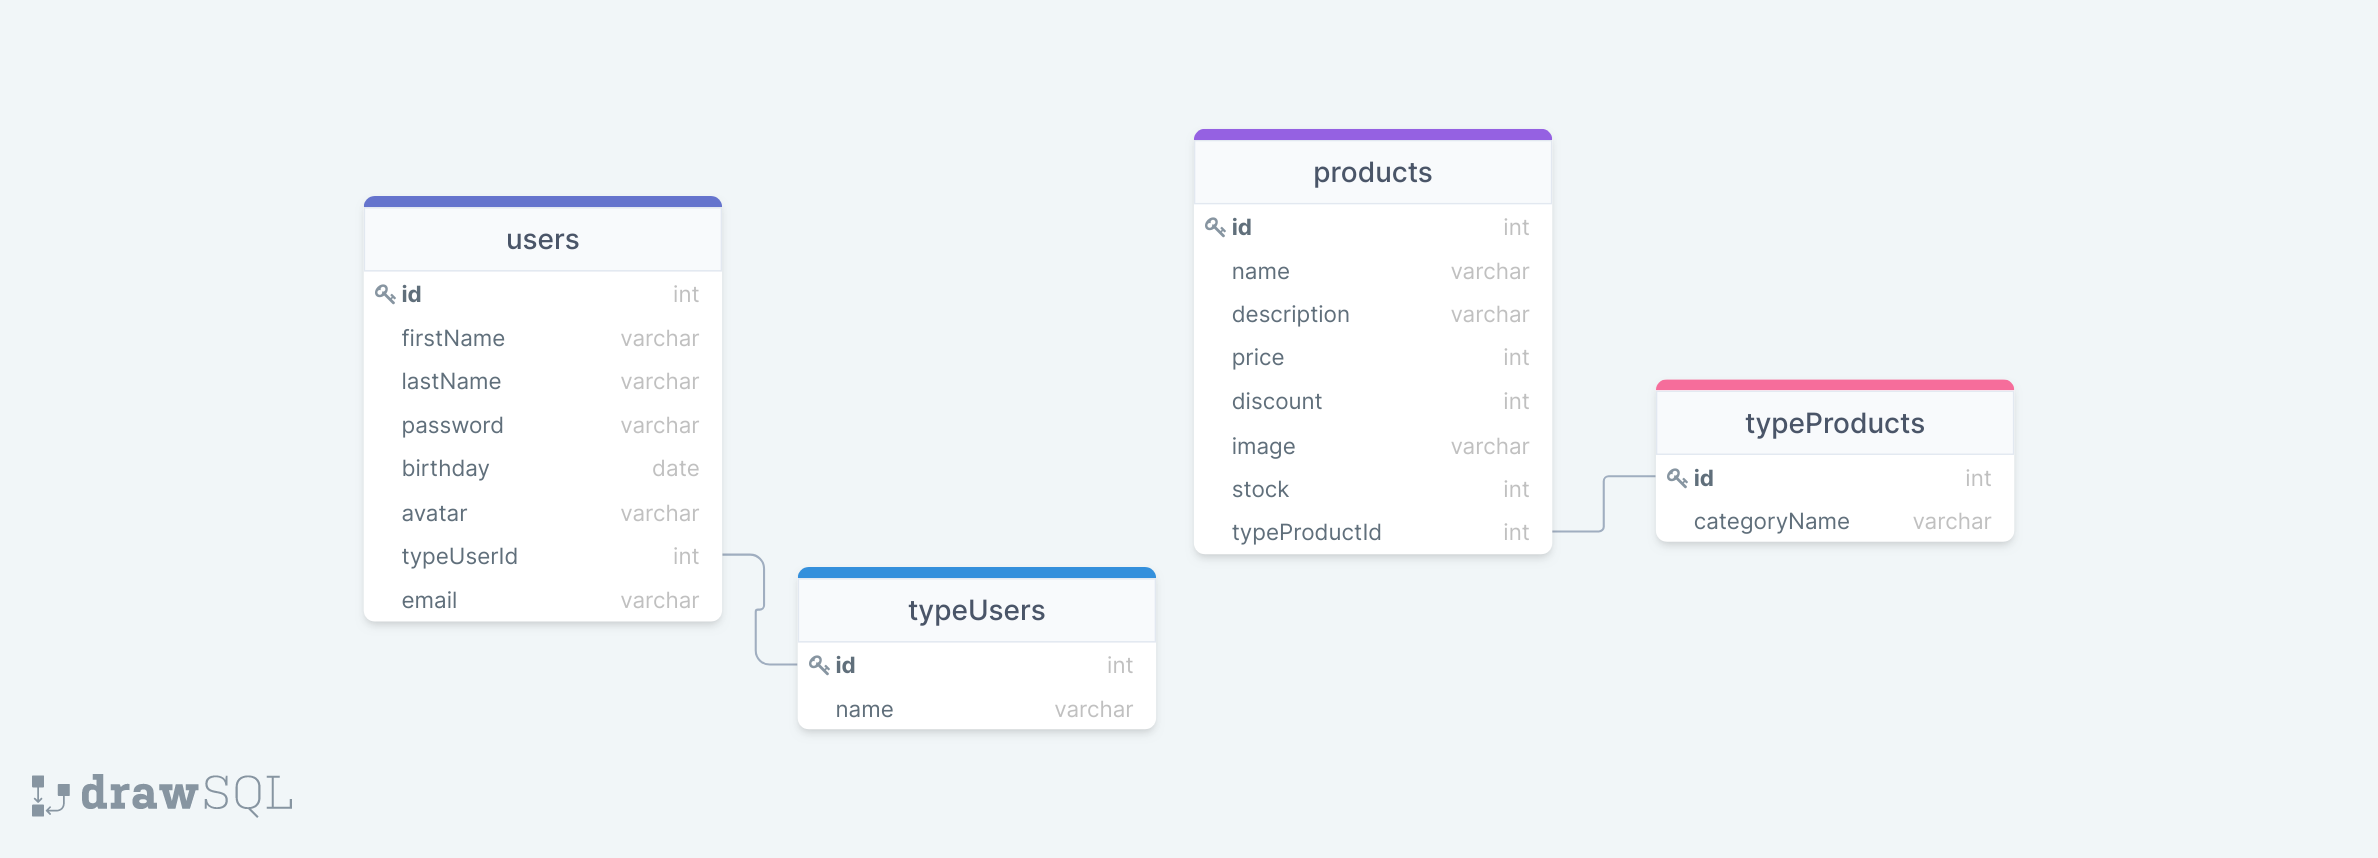 users
id int
firstName varchar
lastName varchar
password varchar
birthday date
avatar varchar
typeUserId int
email varchar
typeUsers
id int
name varchar
products
id int
name varchar
description varchar
price int
discount int
image varchar
stock int
typeProductId int
typeProducts
id int
categoryName varchar
drawSQL